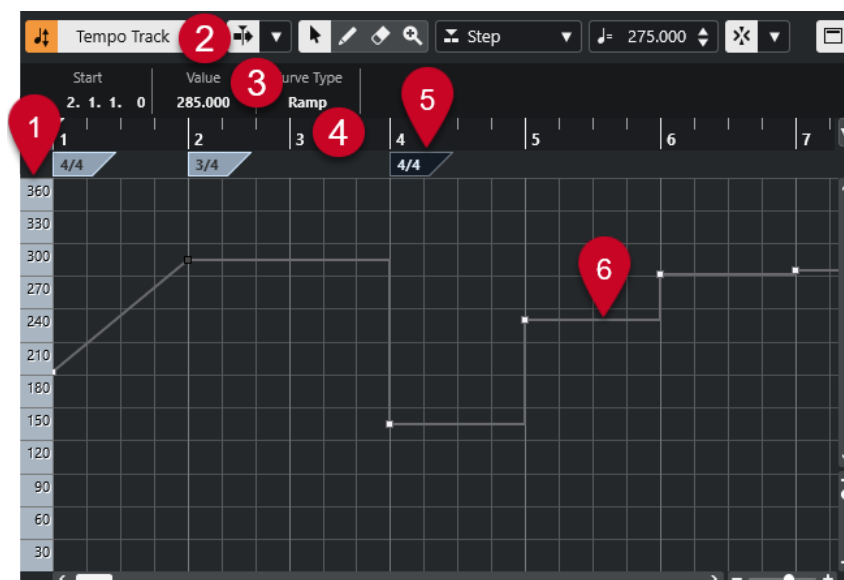 Tempo Track 2 Step 275.000
Start Value 3 urve Type
2. 1. 1. 0 285.000 Ramp
1 5
1 2 3 4 4 5 6 7
4/4 3/4 4/4
360
330
300
270 6
240
210
180
150
120
90
60
30